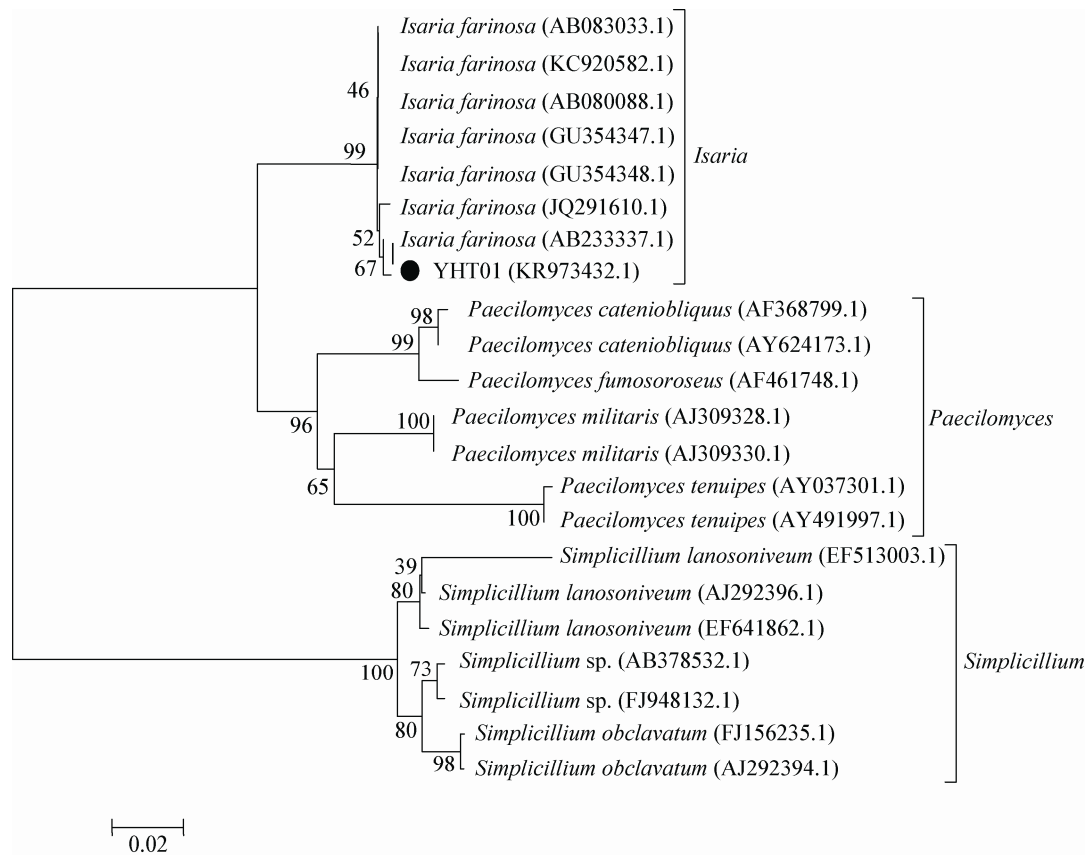 Isaria farinosa (AB083033.1)
Isaria farinosa (KC920582.1)
46
Isaria farinosa (AB080088.1)
Isaria farinosa (GU354347.1)
99
Isaria
Isaria farinosa (GU354348.1)
Isaria farinosa (JQ291610.1)
52
Isaria farinosa (AB233337.1)
67
YHT01 (KR973432.1)
Paecilomyces cateniobliquus (AF368799.1)
98
99
Paecilomyces cateniobliquus (AY624173.1)
Paecilomyces fumosoroseus (AF461748.1)
96
100
Paecilomyces militaris (AJ309328.1)
Paecilomyces
Paecilomyces militaris (AJ309330.1)
65
Paecilomyces tenuipes (AY037301.1)
100
Paecilomyces tenuipes (AY491997.1)
Simplicillium lanosoniveum (EF513003.1)
39
80
Simplicillium lanosoniveum (AJ292396.1)
Simplicillium lanosoniveum (EF641862.1)
100
73
Simplicillium sp. (AB378532.1)
Simplicillium
Simplicillium sp. (FJ948132.1)
80
Simplicillium obclavatum (FJ156235.1)
98
Simplicillium obclavatum (AJ292394.1)
0.02